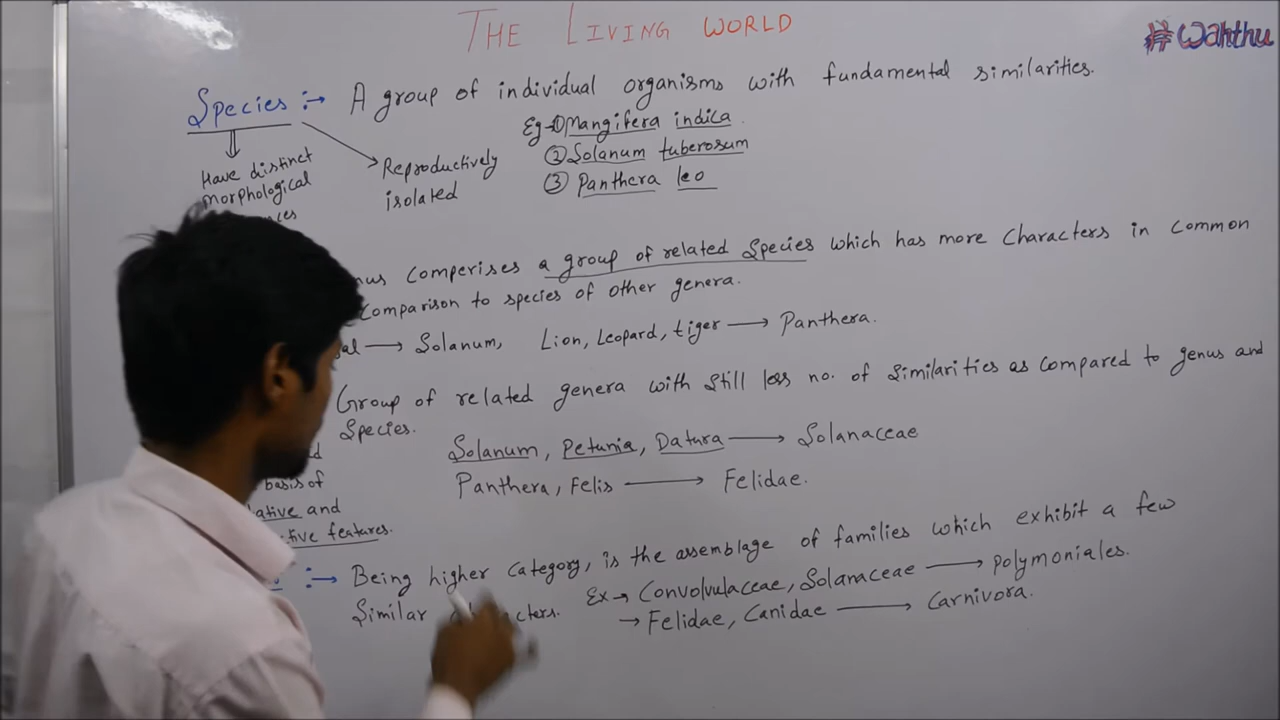 THE LIVING WORLD
#Wahthu
Species :→ A group of individual organisms with fundamental similarities.
Eg→① Mangifera indica
② Solanum tuberosum
③ Panthera leo
Have distinct
morphological
Reproductively
isolated
comperises a group of related Species which has more characters in common
comparison to species of other genera.
→ Solanum, Lion, Leopard, tiger → Panthera.
Group of related genera with still less no. of Similarities as compared to genus and
Species.
Solanum, Petunia, Datura → Solanaceae
Panthera, Felis → Felidae.
basis of
and
features.
:→ Being higher category, is the assemblage of families which exhibit a few
Similar
Ex→ Convolvulaceae, Solanaceae → polymoniales.
→ Felidae, Canidae → Carnivora.